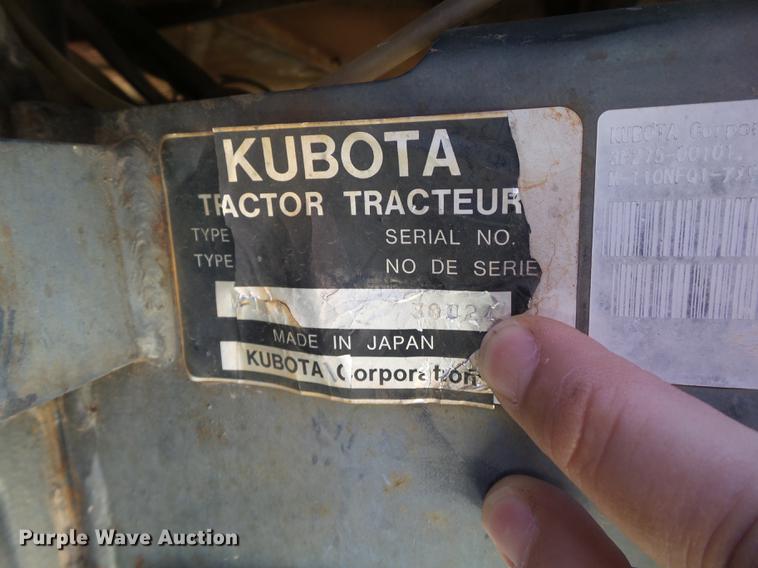 KUBOTA
TRACTOR TRACTEUR
TYPE SERIAL NO.
TYPE NO DE SERIE
30024
MADE IN JAPAN
KUBOTA Corporation
KUBOTA Corpor
Purple Wave Auction